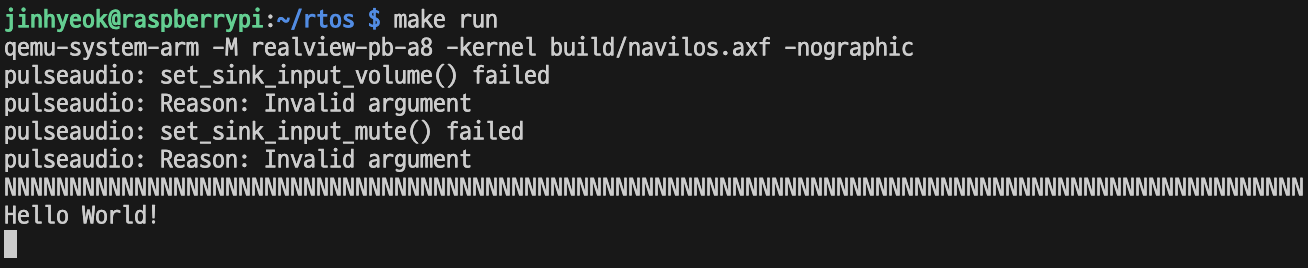 jinhyeok@raspberrypi:~/rtos $ make run
qemu-system-arm -M realview-pb-a8 -kernel build/navilos.axf -nographic
pulseaudio: set_sink_input_volume() failed
pulseaudio: Reason: Invalid argument
pulseaudio: set_sink_input_mute() failed
pulseaudio: Reason: Invalid argument
NNNNNNNNNNNNNNNNNNNNNNNNNNNNNNNNNNNNNNNNNNNNNNNNNNNNNNNNNNNNNNNNNNNNNNNNNNNNNNNNNNNNNNNNNNNNNNNNNNNN
Hello World!